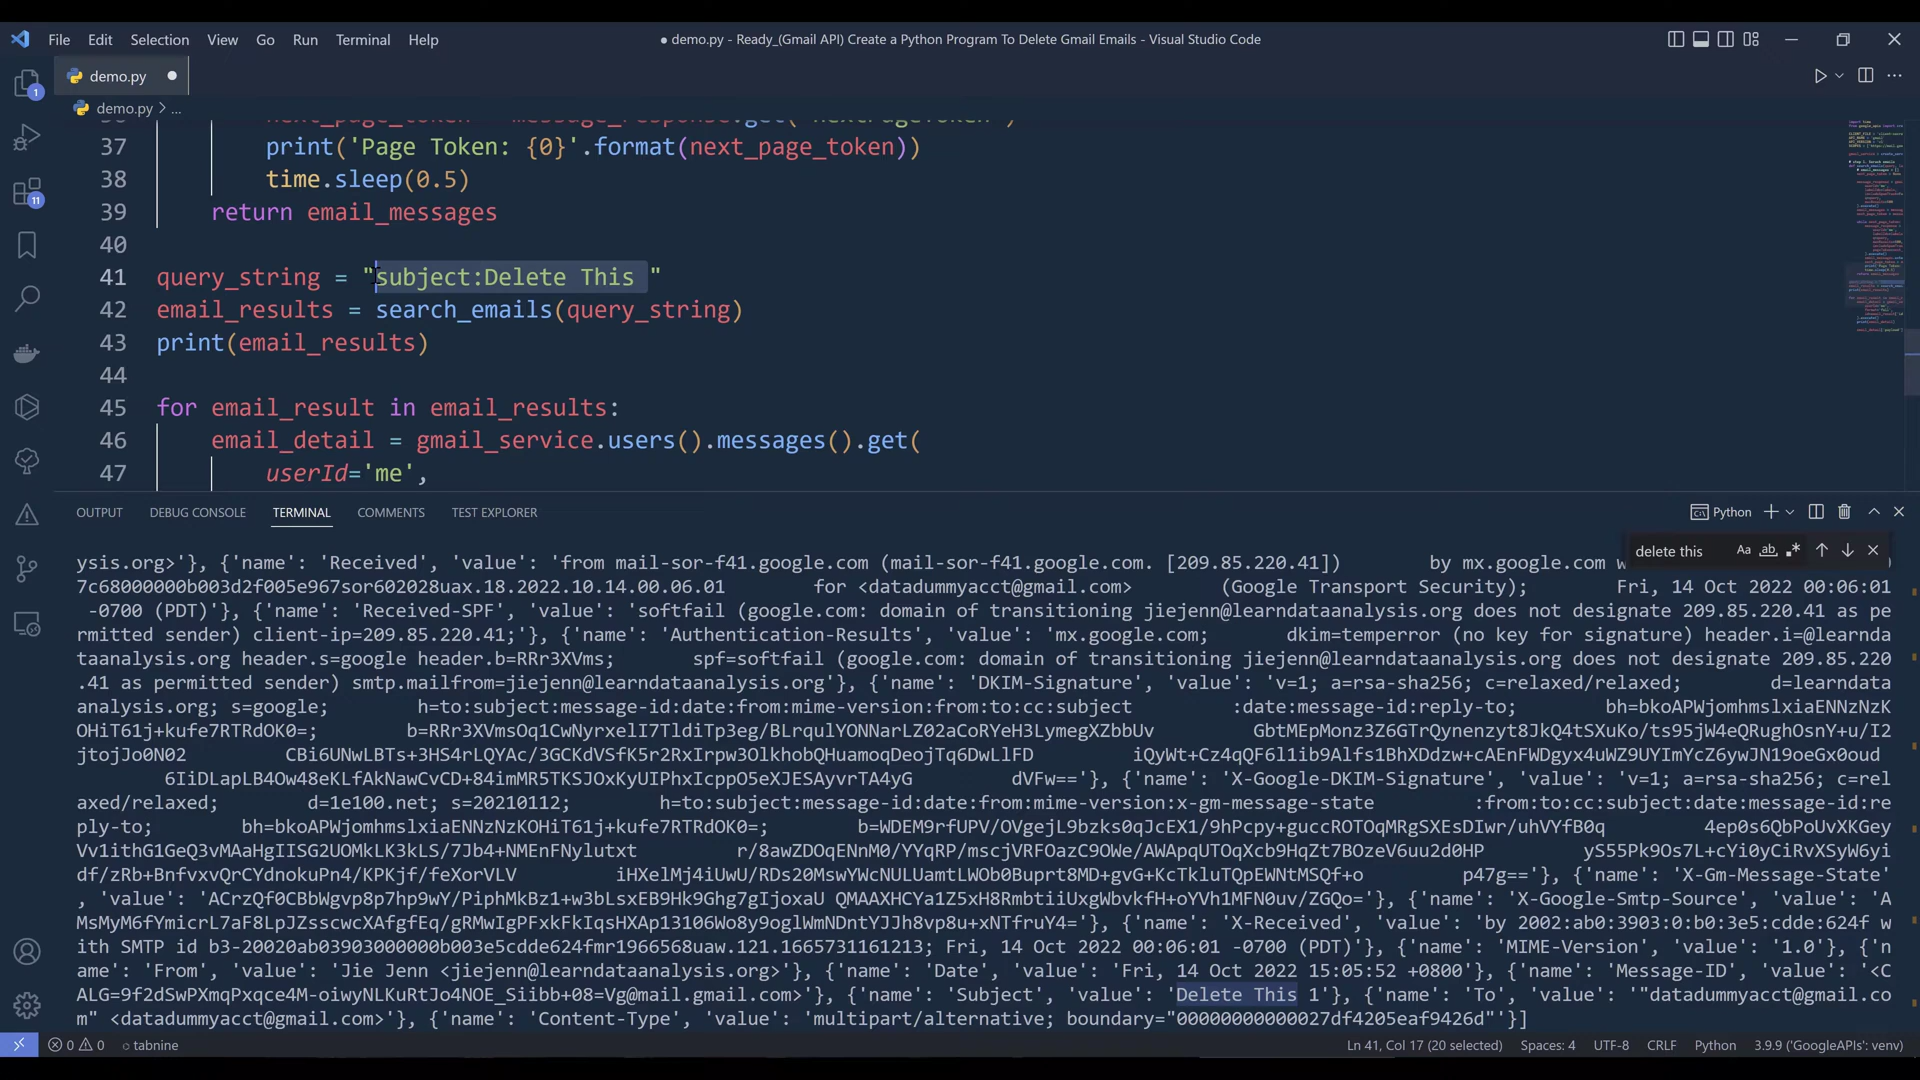 File Edit Selection View Go Run Terminal Help
● demo.py - Ready_(Gmail API) Create a Python Program To Delete Gmail Emails - Visual Studio Code
demo.py ●
demo.py > ...
37 print('Page Token: {0}'.format(next_page_token))
38 time.sleep(0.5)
39 return email_messages
40
41 query_string = "subject:Delete This "
42 email_results = search_emails(query_string)
43 print(email_results)
44
45 for email_result in email_results:
46 email_detail = gmail_service.users().messages().get(
47 userId='me',
OUTPUT DEBUG CONSOLE TERMINAL COMMENTS TEST EXPLORER
Python
delete this Aa ab
ysis.org>'}, {'name': 'Received', 'value': 'from mail-sor-f41.google.com (mail-sor-f41.google.com. [209.85.220.41]) by mx.google.com w
7c68000000b003d2f005e967sor602028uax.18.2022.10.14.00.06.01 for <datadummyacct@gmail.com> (Google Transport Security); Fri, 14 Oct 2022 00:06:01
-0700 (PDT)'}, {'name': 'Received-SPF', 'value': 'softfail (google.com: domain of transitioning jiejenn@learndataanalysis.org does not designate 209.85.220.41 as pe
rmitted sender) client-ip=209.85.220.41;'}, {'name': 'Authentication-Results', 'value': 'mx.google.com; dkim=temperror (no key for signature) header.i=@learnda
taanalysis.org header.s=google header.b=RRr3XVms; spf=softfail (google.com: domain of transitioning jiejenn@learndataanalysis.org does not designate 209.85.220
.41 as permitted sender) smtp.mailfrom=jiejenn@learndataanalysis.org'}, {'name': 'DKIM-Signature', 'value': 'v=1; a=rsa-sha256; c=relaxed/relaxed; d=learndata
analysis.org; s=google; h=to:subject:message-id:date:from:mime-version:from:to:cc:subject :date:message-id:reply-to; bh=bkoAPWjomhmslxiaENNzNzK
OHiT61j+kufe7RTRdOK0=; b=RRr3XVmsOq1CwNyrxelI7TldiTp3eg/BLrqulYONNarLZ02aCoRYeH3LymegXZbbUv GbtMEpMonz3Z6GTrQynenzyt8JkQ4tSXuKo/ts95jW4eQRughOsnY+u/I2
jtojJo0N02 CBi6UNwLBTs+3HS4rLQYAc/3GCKdVSfK5r2RxIrpw3OlkhobQHuamoqDeojTq6DwLlFD iQyWt+Cz4qQF6l1ib9Alfs1BhXDdzw+cAEnFWDgyx4uWZ9UYImYcZ6ywJN19oeGx0oud
6IiDLapLB4Ow48eKLfAkNawCvCD+84imMR5TKSJOxKyUIPhxIcppO5eXJESAyvrTA4yG dVFw=='}, {'name': 'X-Google-DKIM-Signature', 'value': 'v=1; a=rsa-sha256; c=rel
axed/relaxed; d=1e100.net; s=20210112; h=to:subject:message-id:date:from:mime-version:x-gm-message-state :from:to:cc:subject:date:message-id:re
ply-to; bh=bkoAPWjomhmslxiaENNzNzKOHiT61j+kufe7RTRdOK0=; b=WDEM9rfUPV/OVgejL9bzks0qJcEX1/9hPcpy+guccROTOqMRgSXEsDIwr/uhVYfB0q 4ep0s6QbPoUvXKGey
Vv1ithG1GeQ3vMAaHgIISG2UOMkLK3kLS/7Jb4+NMEnFNylutxt r/8awZDOqENnM0/YYqRP/mscjVRFOazC9OWe/AWApqUTOqXcb9HqZt7BOzeV6uu2d0HP yS55Pk9Os7L+cYi0yCiRvXSyW6yi
df/zRb+BnfvxvQrCYdnokuPn4/KPKjf/feXorVLV iHXelMj4iUwU/RDs20MswYWcNULUamtLWOb0Buprt8MD+gvG+KcTkluTQpEWNtMSQf+o p47g=='}, {'name': 'X-Gm-Message-State'
, 'value': 'ACrzQf0CBbWgvp8p7hp9wY/PiphMkBz1+w3bLsxEB9Hk9Ghg7gIjoxaU QMAAXHCYa1Z5xH8RmbtiiUxgWbvkfH+oYVh1MFN0uv/ZGQo='}, {'name': 'X-Google-Smtp-Source', 'value': 'A
MsMyM6fYmicrL7aF8LpJZsscwcXAfgfEq/gRMwIgPFxkFkIqsHXAp13106Wo8y9oglWmNDntYJJh8vp8u+xNTfruY4='}, {'name': 'X-Received', 'value': 'by 2002:ab0:3903:0:b0:3e5:cdde:624f w
ith SMTP id b3-20020ab03903000000b003e5cdde624fmr1966568uaw.121.1665731161213; Fri, 14 Oct 2022 00:06:01 -0700 (PDT)'}, {'name': 'MIME-Version', 'value': '1.0'}, {'n
ame': 'From', 'value': 'Jie Jenn <jiejenn@learndataanalysis.org>'}, {'name': 'Date', 'value': 'Fri, 14 Oct 2022 15:05:52 +0800'}, {'name': 'Message-ID', 'value': '<C
ALG=9f2dSwPXmqPxqce4M-oiwyNLKuRtJo4NOE_Siibb+08=Vg@mail.gmail.com>'}, {'name': 'Subject', 'value': 'Delete This 1'}, {'name': 'To', 'value': '"datadummyacct@gmail.co
m" <datadummyacct@gmail.com>'}, {'name': 'Content-Type', 'value': 'multipart/alternative; boundary="00000000000027df4205eaf9426d"'}]
0 0 tabnine Ln 41, Col 17 (20 selected) Spaces: 4 UTF-8 CRLF Python 3.9.9 ('GoogleAPIs': venv)